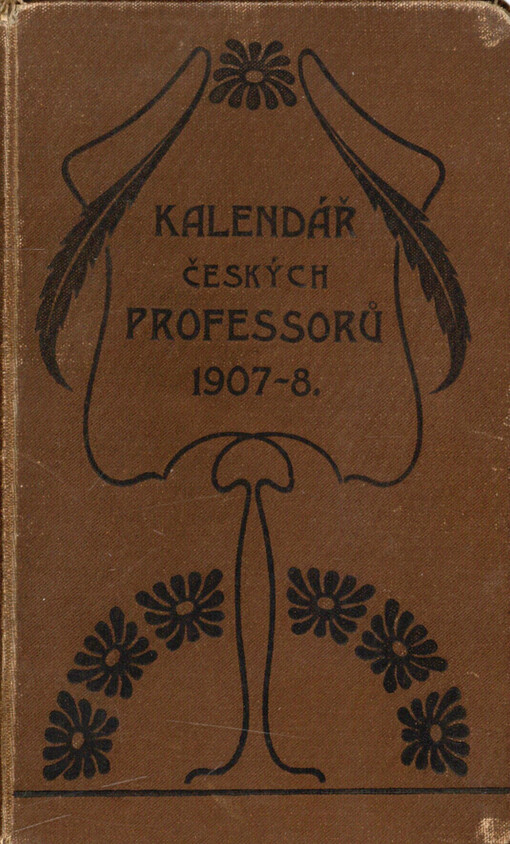 KALENDÁŘ
ČESKÝCH
PROFESSORŮ
1907-8.